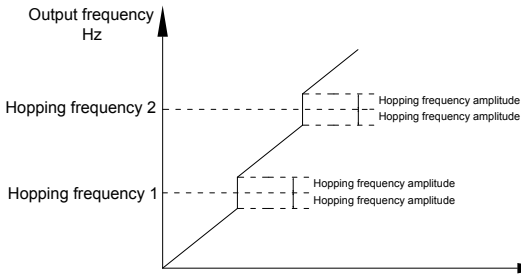 Output frequency
Hz
Hopping frequency 2
Hopping frequency amplitude
Hopping frequency amplitude
Hopping frequency 1
Hopping frequency amplitude
Hopping frequency amplitude